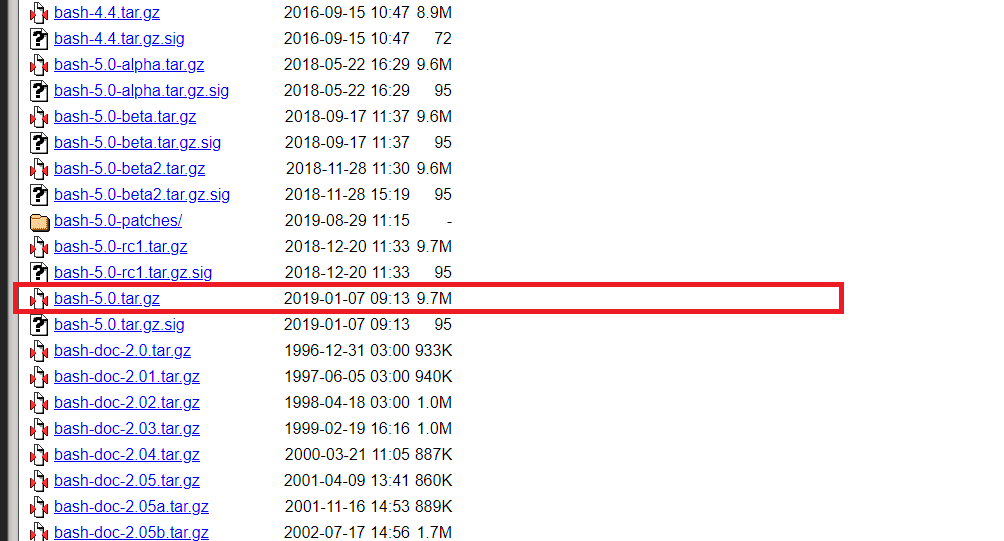 bash-4.4.tar.gz 2016-09-15 10:47 8.9M
bash-4.4.tar.gz.sig 2016-09-15 10:47 72
bash-5.0-alpha.tar.gz 2018-05-22 16:29 9.6M
bash-5.0-alpha.tar.gz.sig 2018-05-22 16:29 95
bash-5.0-beta.tar.gz 2018-09-17 11:37 9.6M
bash-5.0-beta.tar.gz.sig 2018-09-17 11:37 95
bash-5.0-beta2.tar.gz 2018-11-28 11:30 9.6M
bash-5.0-beta2.tar.gz.sig 2018-11-28 15:19 95
bash-5.0-patches/ 2019-08-29 11:15 -
bash-5.0-rc1.tar.gz 2018-12-20 11:33 9.7M
bash-5.0-rc1.tar.gz.sig 2018-12-20 11:33 95
bash-5.0.tar.gz 2019-01-07 09:13 9.7M
bash-5.0.tar.gz.sig 2019-01-07 09:13 95
bash-doc-2.0.tar.gz 1996-12-31 03:00 933K
bash-doc-2.01.tar.gz 1997-06-05 03:00 940K
bash-doc-2.02.tar.gz 1998-04-18 03:00 1.0M
bash-doc-2.03.tar.gz 1999-02-19 16:16 1.0M
bash-doc-2.04.tar.gz 2000-03-21 11:05 887K
bash-doc-2.05.tar.gz 2001-04-09 13:41 860K
bash-doc-2.05a.tar.gz 2001-11-16 14:53 889K
bash-doc-2.05b.tar.gz 2002-07-17 14:56 1.7M